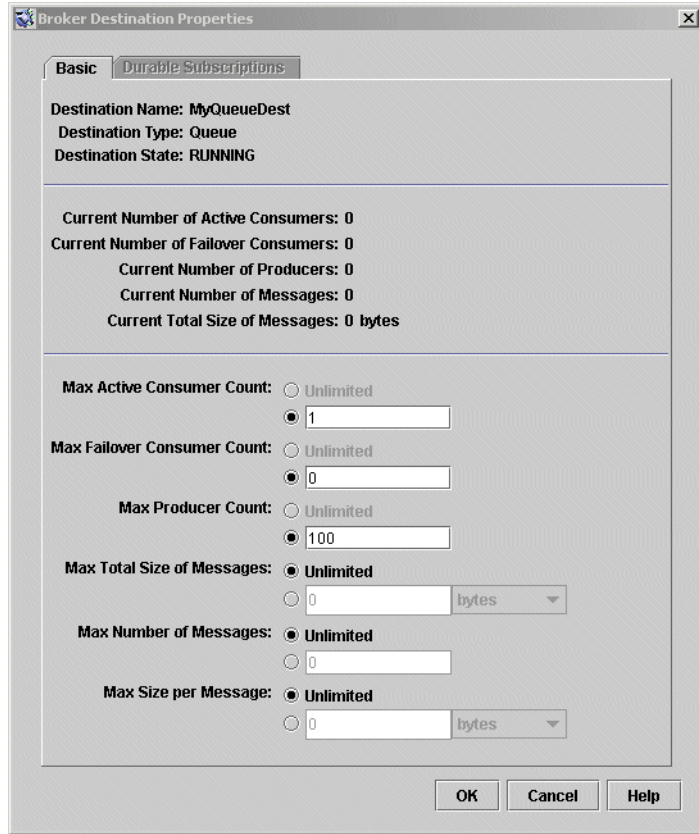 Broker Destination Properties
Basic Durable Subscriptions
Destination Name: MyQueueDest
Destination Type: Queue
Destination State: RUNNING
Current Number of Active Consumers: 0
Current Number of Failover Consumers: 0
Current Number of Producers: 0
Current Number of Messages: 0
Current Total Size of Messages: 0 bytes
Max Active Consumer Count: Unlimited
1
Max Failover Consumer Count: Unlimited
0
Max Producer Count: Unlimited
100
Max Total Size of Messages: Unlimited
0 bytes
Max Number of Messages: Unlimited
0
Max Size per Message: Unlimited
0 bytes
OK Cancel Help